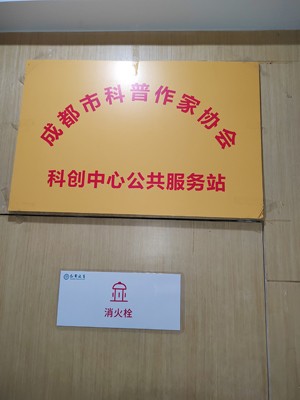 成都市科普作家协会
科创中心公共服务站
消火栓